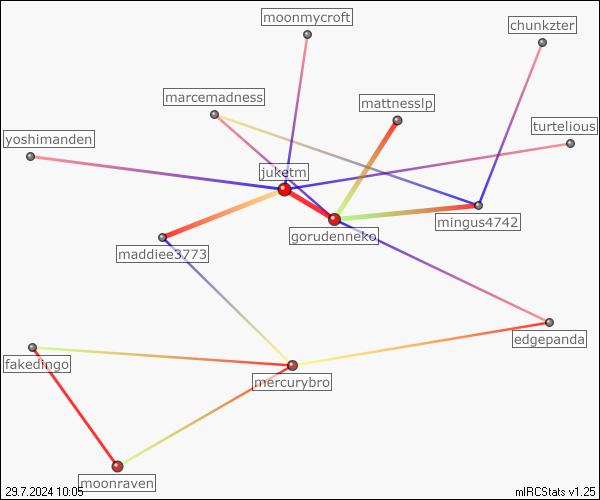 moonmycroft
chunkzter
marcemadness
mattnesslp
turtelious
yoshimanden
juketm
mingus4742
gorudenneko
maddiee3773
edgepanda
fakedingo
mercurybro
moonraven
29.7.2024 10:05
mIRCStats v1.25